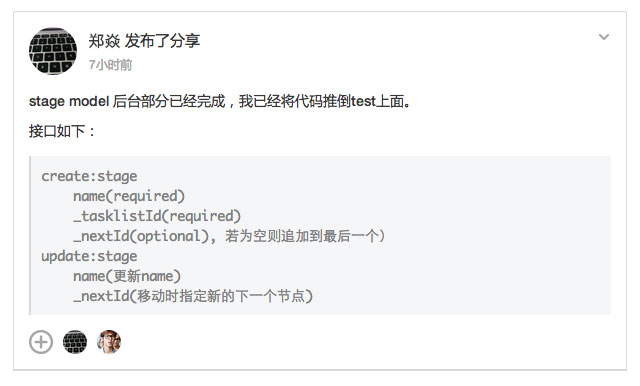 郑焱 发布了分享
7小时前
stage model 后台部分已经完成，我已经将代码推倒test上面。
接口如下：
create:stage
name(required)
_tasklistId(required)
_nextId(optional), 若为空则追加到最后一个）
update:stage
name(更新name)
_nextId(移动时指定新的下一个节点)